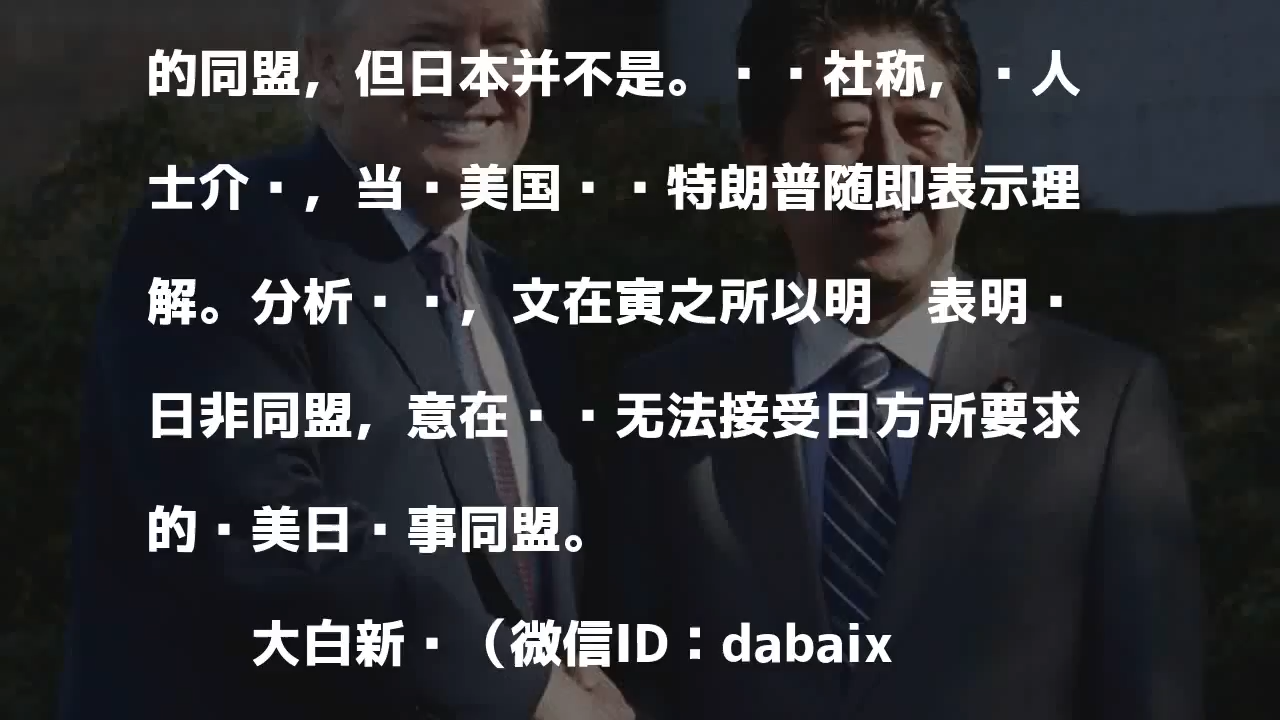 的同盟，但日本并不是。▪▪社称，▪人
士介▪，当▪美国▪▪特朗普随即表示理
解。分析▪▪，文在寅之所以明　表明▪
日非同盟，意在▪▪无法接受日方所要求
的▪美日▪事同盟。
大白新▪（微信ID：dabaix